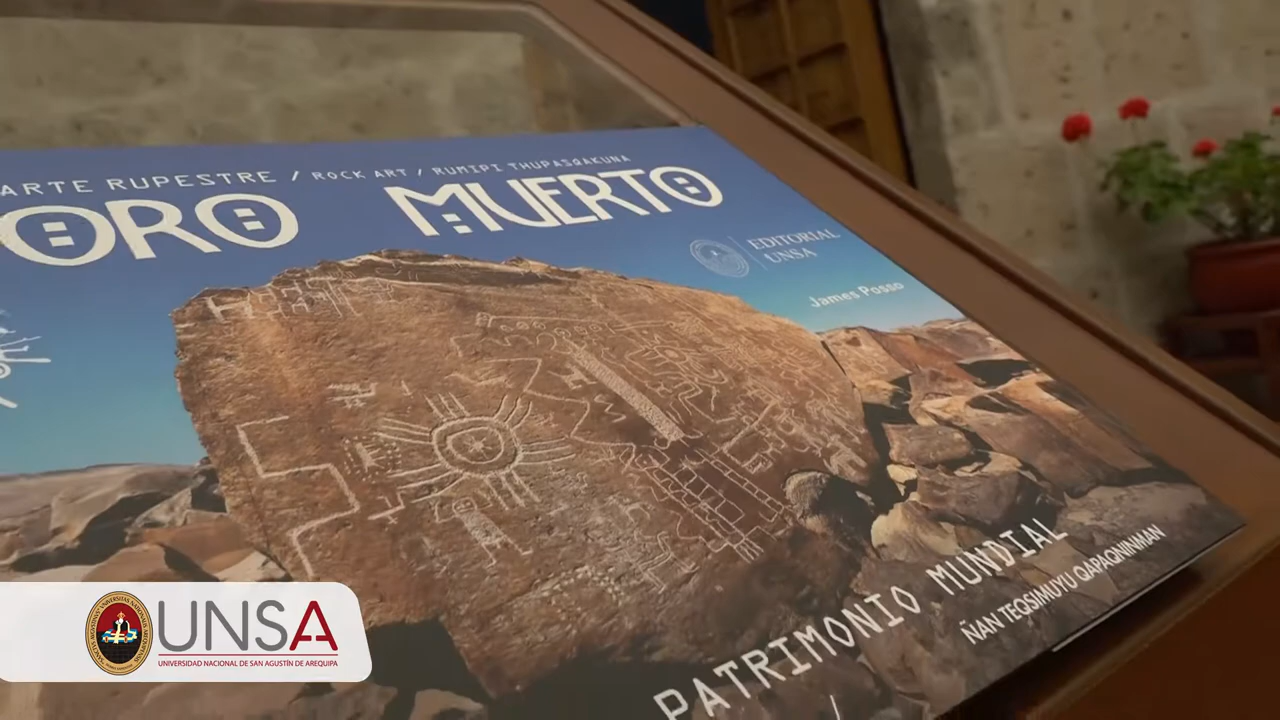 ARTE RUPESTRE / ROCK ART / RUMIPI THUPASQAKUNA
ORO MUERTO
EDITORIAL
UNSA
James Posso
PATRIMONIO MUNDIAL
ÑAN TEQSIMUYU QAPAQNINMAN
UNSA
UNIVERSIDAD NACIONAL DE SAN AGUSTÍN DE AREQUIPA